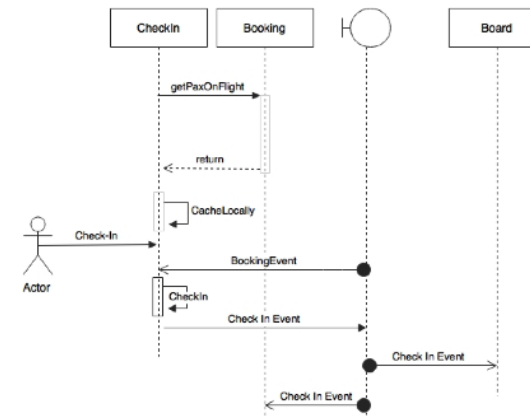 CheckIn
Booking
Board
getPaxOnFlight
return
CacheLocally
Check-In
BookingEvent
Actor
CheckIn
Check In Event
Check In Event
Check In Event